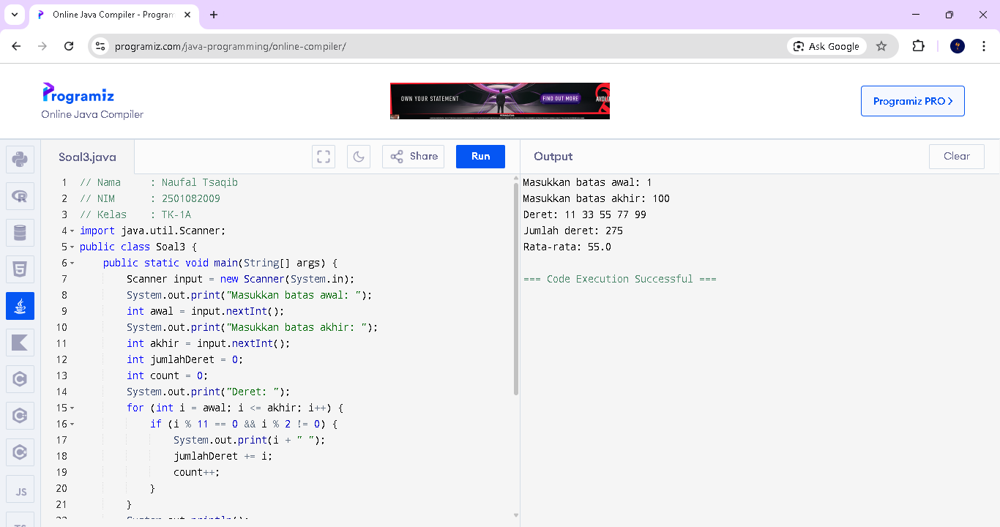 Online Java Compiler - Program
programiz.com/java-programming/online-compiler/
Ask Google
Programiz
Online Java Compiler
OWN YOUR STATEMENT
FIND OUT MORE
Programiz PRO
Soal3.java
Share
Run
Output
Clear
1 // Nama     : Naufal Tsaqib
2 // NIM      : 2501082009
3 // Kelas    : TK-1A
4 import java.util.Scanner;
5 public class Soal3 {
6     public static void main(String[] args) {
7         Scanner input = new Scanner(System.in);
8         System.out.print("Masukkan batas awal: ");
9         int awal = input.nextInt();
10         System.out.print("Masukkan batas akhir: ");
11         int akhir = input.nextInt();
12         int jumlahDeret = 0;
13         int count = 0;
14         System.out.print("Deret: ");
15         for (int i = awal; i <= akhir; i++) {
16             if (i % 11 == 0 && i % 2 != 0) {
17                 System.out.print(i + " ");
18                 jumlahDeret += i;
19                 count++;
20             }
21         }
22         System.out.println();
Masukkan batas awal: 1
Masukkan batas akhir: 100
Deret: 11 33 55 77 99
Jumlah deret: 275
Rata-rata: 55.0
=== Code Execution Successful ===
JS